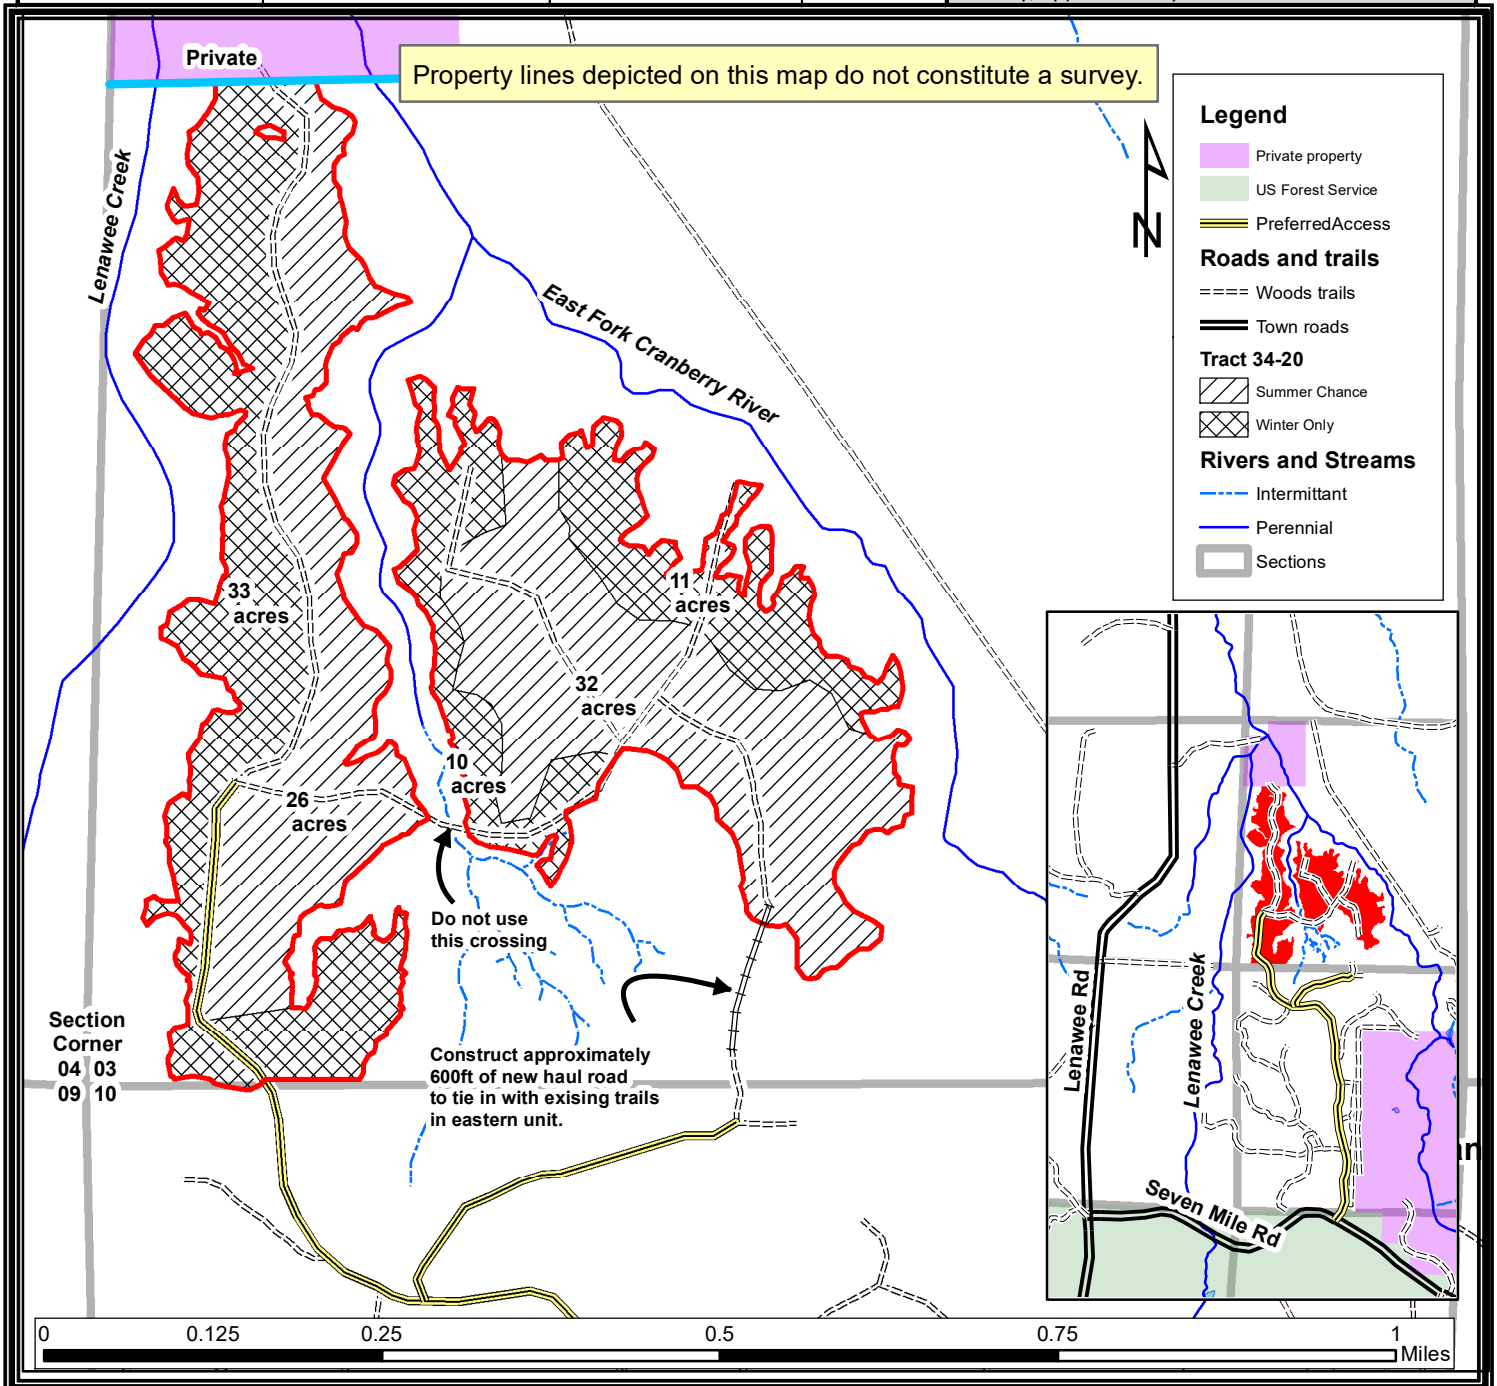 Private
Property lines depicted on this map do not constitute a survey.
Lenawee Creek
East Fork Cranberry River
N
Legend
Private property
US Forest Service
PreferredAccess
Roads and trails
Woods trails
Town roads
Tract 34-20
Summer Chance
Winter Only
Rivers and Streams
Intermittant
Perennial
Sections
33
acres
11
acres
32
acres
10
acres
26
acres
Do not use
this crossing
Section
Corner
04 03
09 10
Construct approximately
600ft of new haul road
to tie in with exising trails
in eastern unit.
Lenawee Rd
Lenawee Creek
Seven Mile Rd
0 0.125 0.25 0.5 0.75 1
Miles